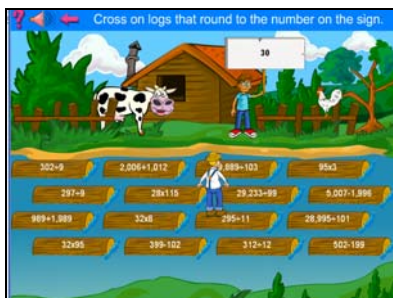 ? Cross on logs that round to the number on the sign.
30
302÷9 2,006+1,012 889÷103 95x3
297÷9 28x115 29,233÷99 5,007-1,996
989+1,989 32x8 295÷11 28,995÷101
32x95 399-102 312÷12 502-199